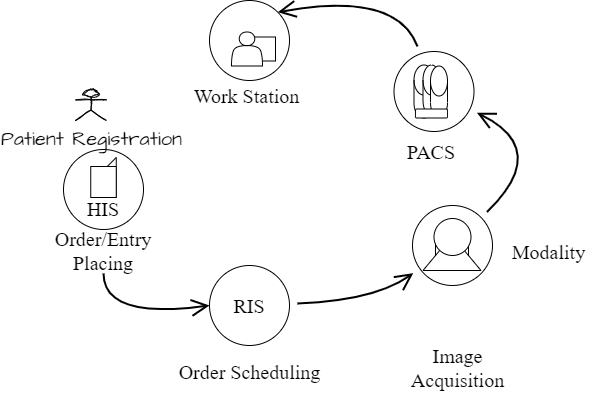 Work Station
PACS
Patient Registration
HIS
Order/Entry
Placing
Modality
RIS
Order Scheduling
Image
Acquisition